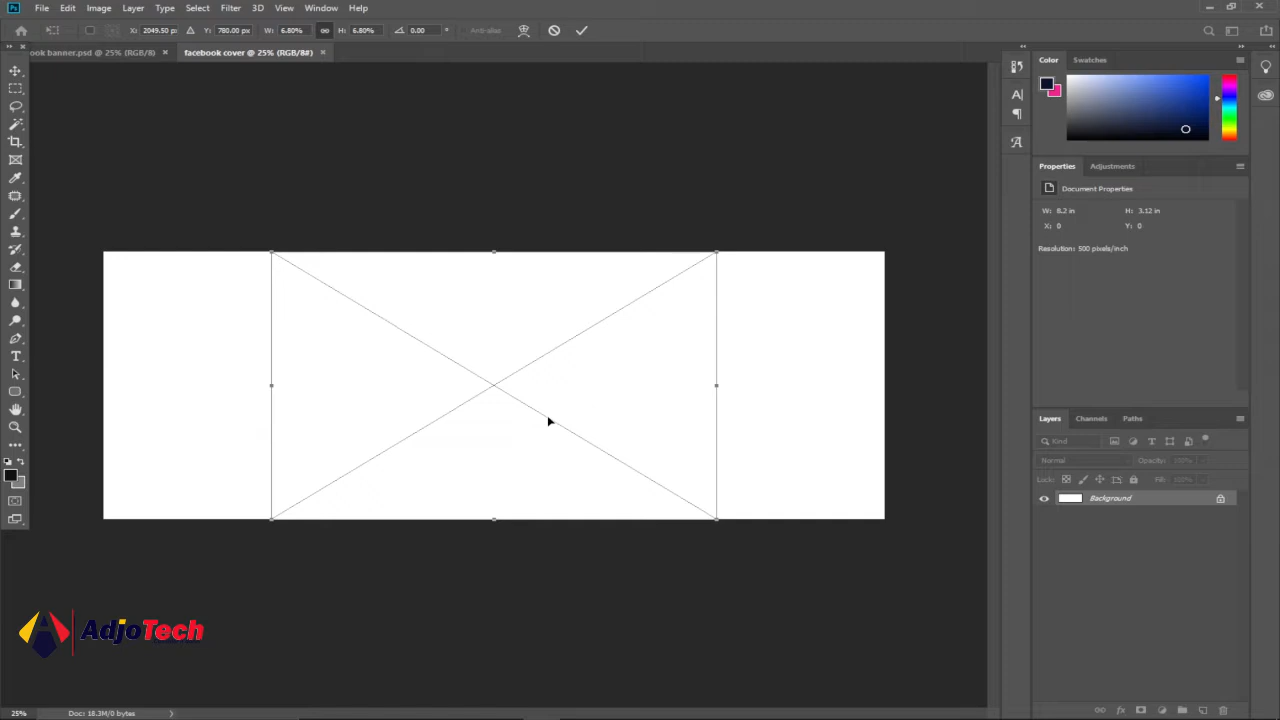 Ps File Edit Image Layer Type Select Filter 3D View Window Help
X: 2049.50 px Y: 780.00 px W: 6.80% H: 6.80% 0.00 ° Anti-alias
ook banner.psd @ 25% (RGB/8) × facebook cover @ 25% (RGB/8#) ×
Color Swatches
Properties Adjustments
Document Properties
W: 8.2 in H: 3.12 in
X: 0 Y: 0
Resolution: 500 pixels/inch
Layers Channels Paths
Kind
Normal Opacity: 100%
Lock: Fill: 100%
Background
AdjoTech
25% Doc: 18.3M/0 bytes